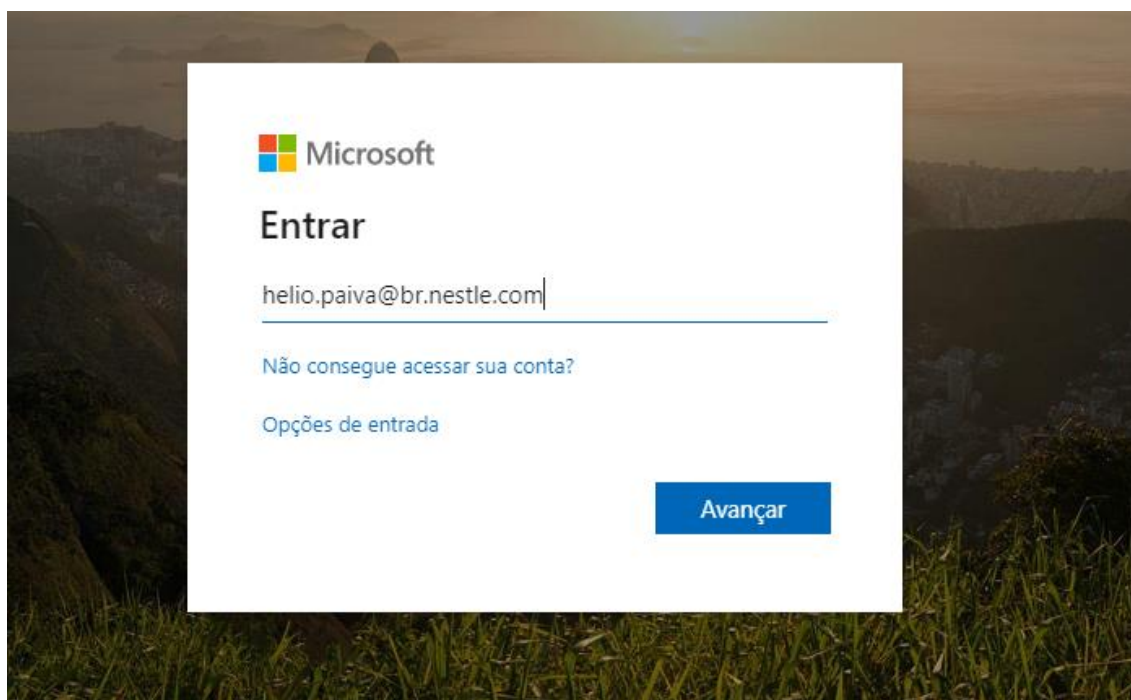 Microsoft
Entrar
helio.paiva@br.nestle.com
Não consegue acessar sua conta?
Opções de entrada
Avançar